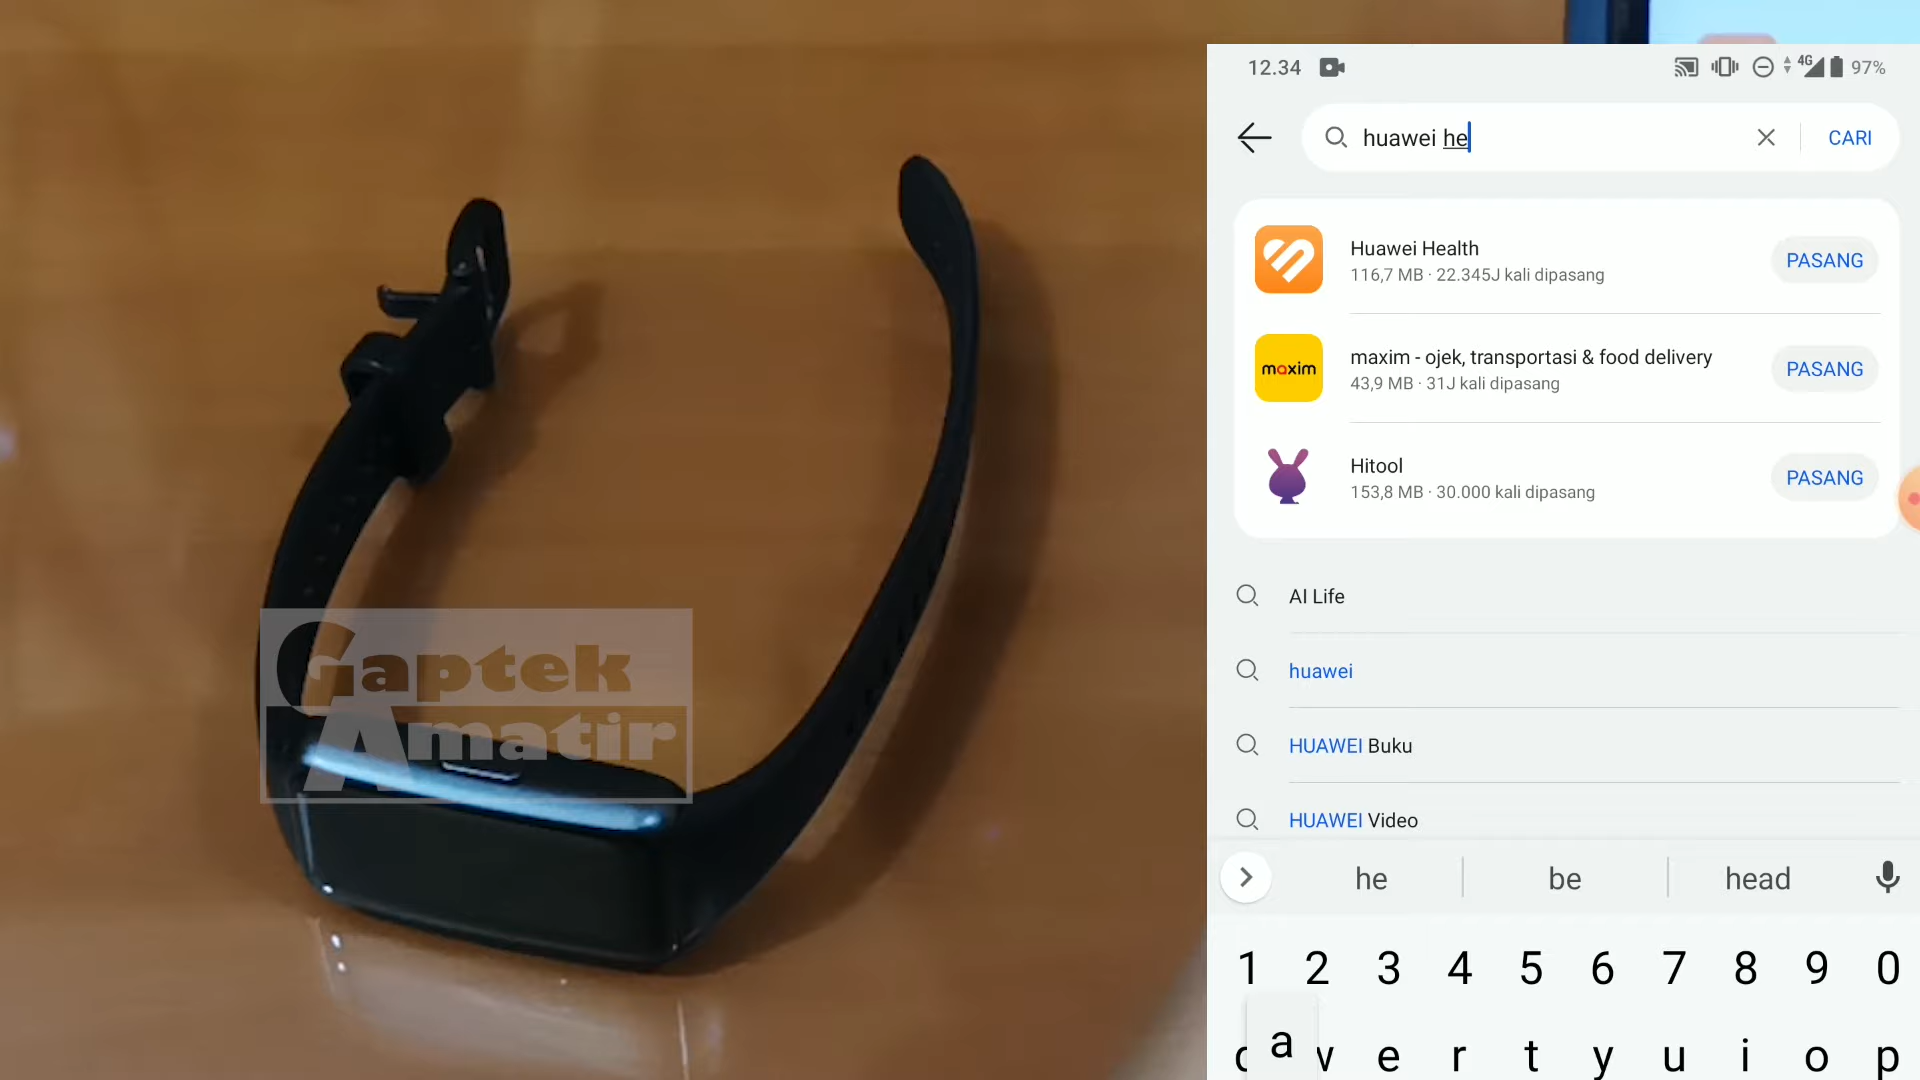 12.34
4G
97%
huawei he
CARI
Huawei Health
116,7 MB · 22.345J kali dipasang
PASANG
maxim
maxim - ojek, transportasi & food delivery
43,9 MB · 31J kali dipasang
PASANG
Hitool
153,8 MB · 30.000 kali dipasang
PASANG
AI Life
huawei
HUAWEI Buku
HUAWEI Video
he
be
head
1 2 3 4 5 6 7 8 9 0
a
e r t y u i o p
Gaptek
Amatir